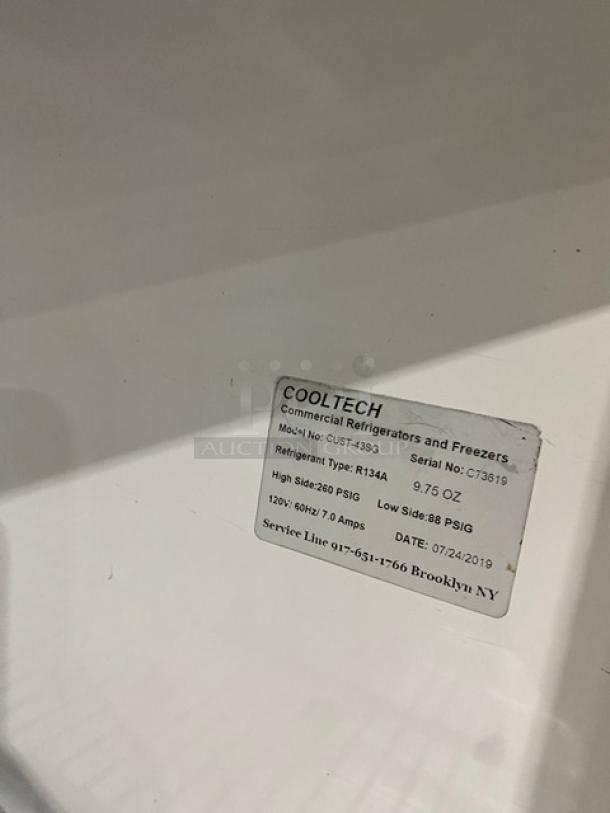 COOLTECH
Commercial Refrigerators and Freezers
Model No: CUST-43SG Serial No: C73619
Refrigerant Type: R134A 9.75 OZ
High Side:260 PSIG Low Side:88 PSIG
120V/ 60Hz/ 7.0 Amps DATE: 07/24/2019
Service Line 917-651-1766 Brooklyn NY
AUCTION GROUP